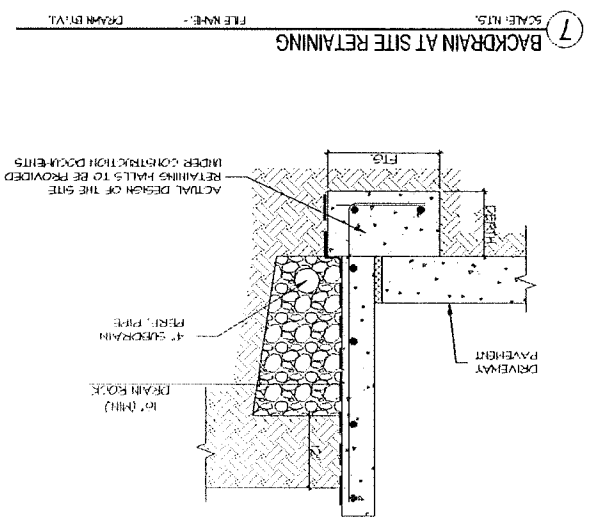 (MIN)
DRAIN ROCK
DRIVEWAY
PAVEMENT
4" SUBDRAIN
PERF. PIPE
DEPTH
FTG.
ACTUAL DESIGN OF THE SITE
RETAINING WALLS TO BE PROVIDED
UNDER CONSTRUCTION DOCUMENTS
7
BACKDRAIN AT SITE RETAINING
SCALE: N.T.S. FILE NAME: - DRAWN BY: V.I.